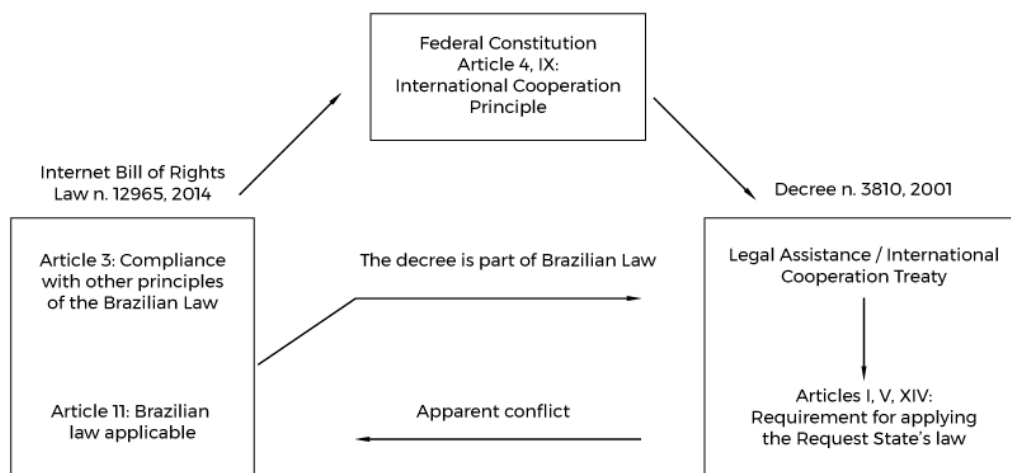 Federal Constitution
Article 4, IX:
International Cooperation
Principle
Internet Bill of Rights
Law n. 12965, 2014
Decree n. 3810, 2001
Article 3: Compliance
with other principles
of the Brazilian Law
The decree is part of Brazilian Law
Legal Assistance / International
Cooperation Treaty
Article 11: Brazilian
law applicable
Apparent conflict
Articles I, V, XIV:
Requirement for applying
the Request State's law